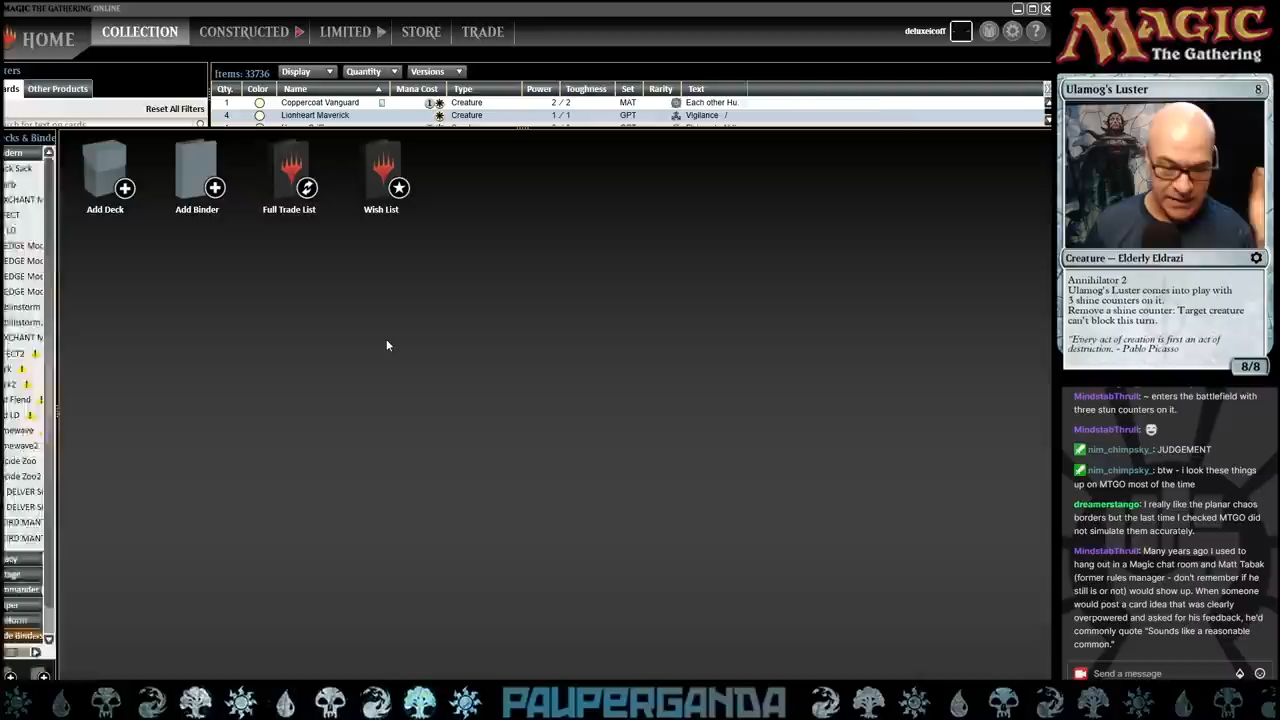 MAGIC THE GATHERING ONLINE
HOME
COLLECTION
CONSTRUCTED
LIMITED
STORE
TRADE
deluxeicoff
?
Items: 33736
Display
Quantity
Versions
Other Products
Reset All Filters
Qty.
Color
Name
Mana Cost
Type
Power
Toughness
Set
Rarity
Text
1 Coppercoat Vanguard 1 Creature 2 / 2 MAT Each other Hu.
4 Lionheart Maverick Creature 1 / 1 GPT Vigilance /
Add Deck
Add Binder
Full Trade List
Wish List
MAGIC
The Gathering
Ulamog's Luster 8
Creature — Elderly Eldrazi
Annihilator 2
Ulamog's Luster comes into play with
3 shine counters on it.
Remove a shine counter: Target creature
can't block this turn.
"Every act of creation is first an act of
destruction. - Pablo Picasso
8/8
MindstabThrull: ~ enters the battlefield with
three stun counters on it.
MindstabThrull:
nim_chimpsky_: JUDGEMENT
nim_chimpsky_: btw - i look these things
up on MTGO most of the time
dreamerstango: I really like the planar chaos
borders but the last time I checked MTGO did
not simulate them accurately.
MindstabThrull: Many years ago I used to
hang out in a Magic chat room and Matt Tabak
(former rules manager - don't remember if he
still is or not) would show up. When someone
would post a card idea that was clearly
overpowered and asked for his feedback, he'd
commonly quote "Sounds like a reasonable
common."
Send a message
PAUPERGANDA